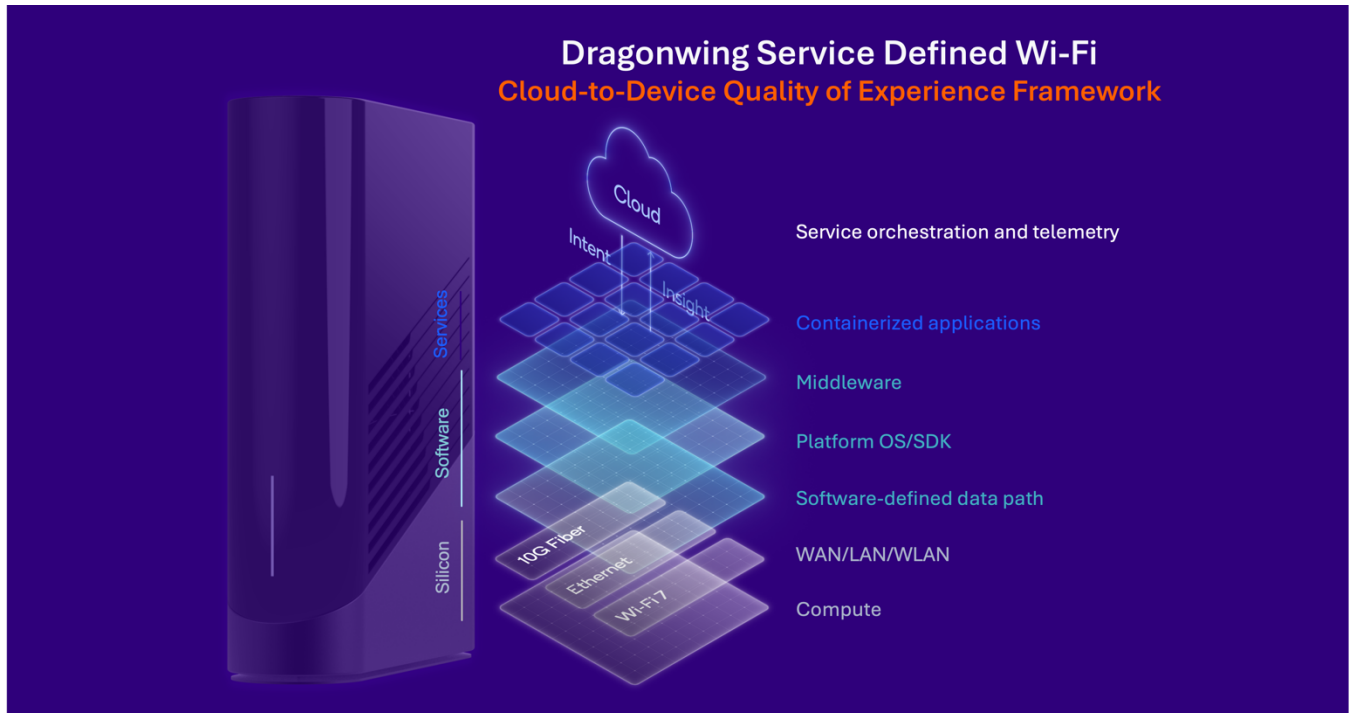 Dragonwing Service Defined Wi-Fi
Cloud-to-Device Quality of Experience Framework
Cloud
Intent
Insight
Service orchestration and telemetry
Services
Containerized applications
Middleware
Software
Platform OS/SDK
Software-defined data path
Silicon
10G Fiber
Ethernet
Wi-Fi 7
WAN/LAN/WLAN
Compute